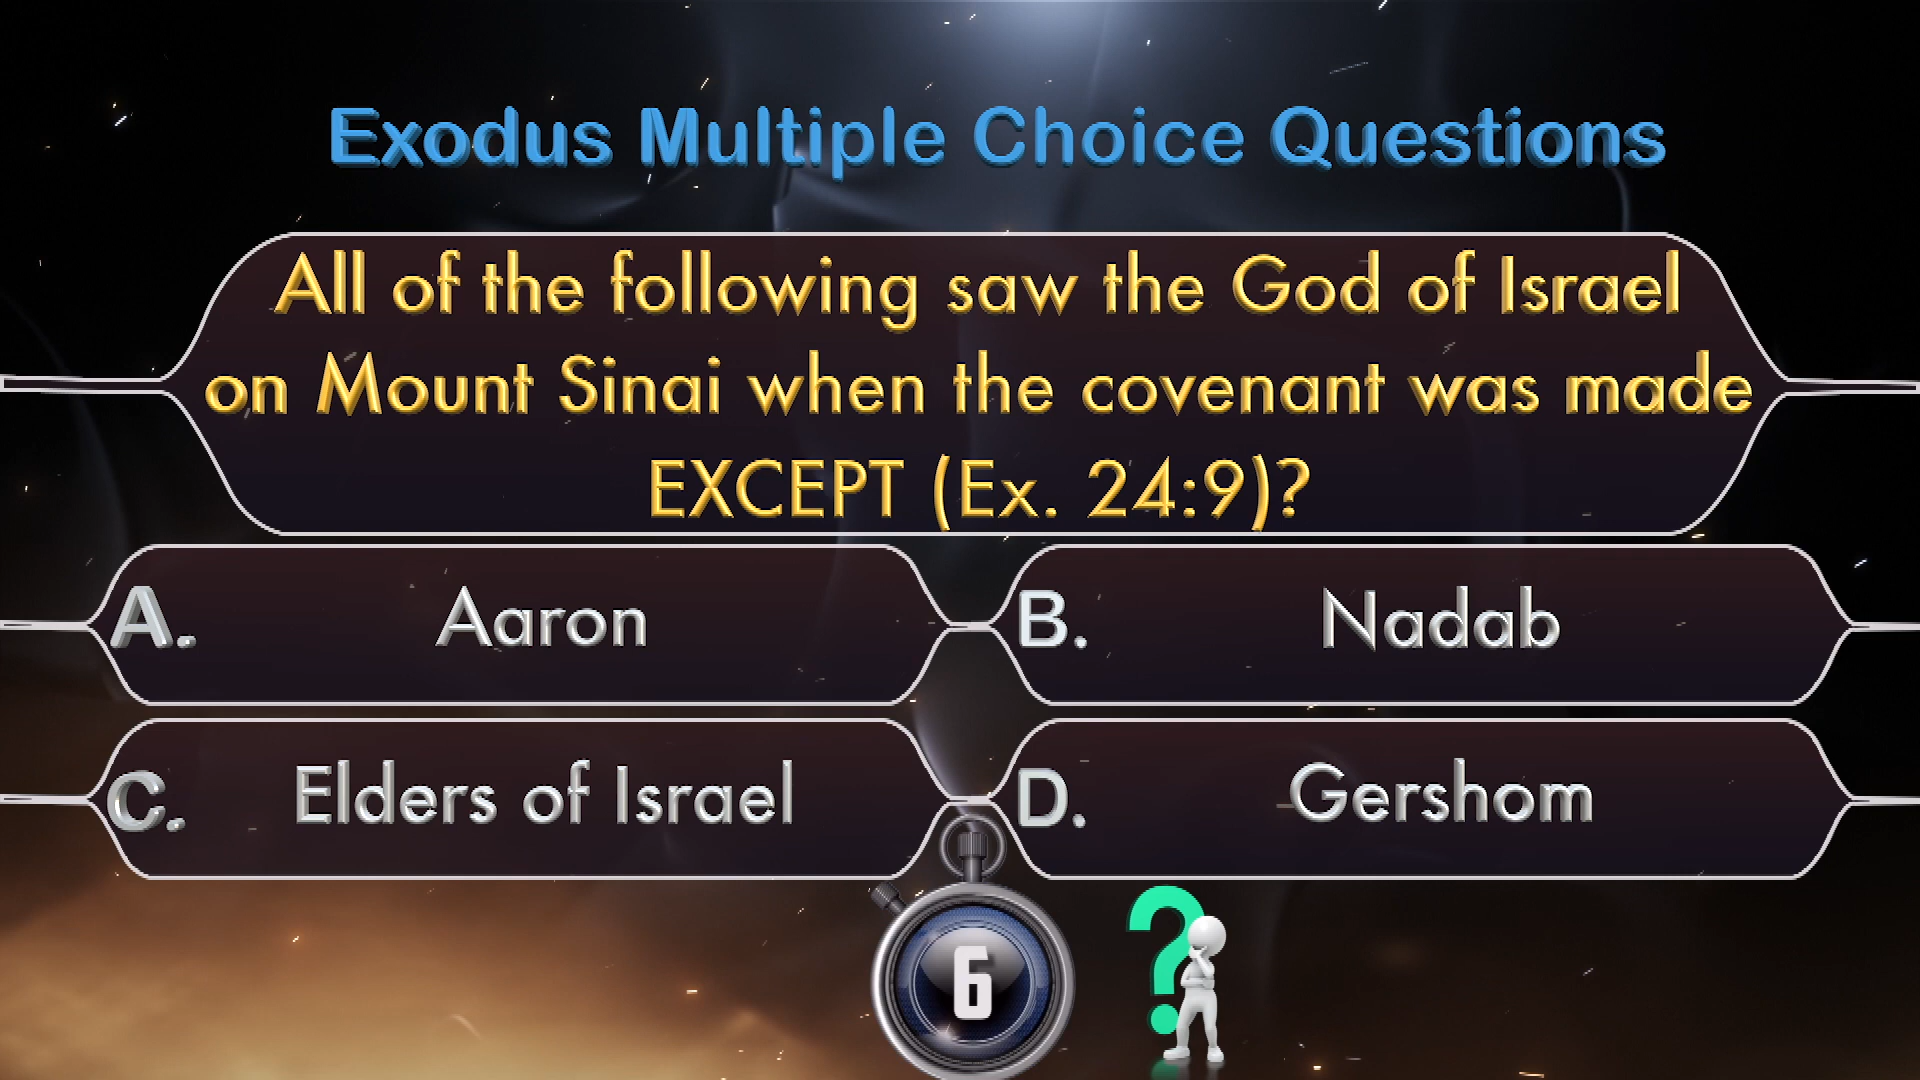 Exodus Multiple Choice Questions
All of the following saw the God of Israel
on Mount Sinai when the covenant was made
EXCEPT (Ex. 24:9)?
A. Aaron
B. Nadab
C. Elders of Israel
D. Gershom
6
?